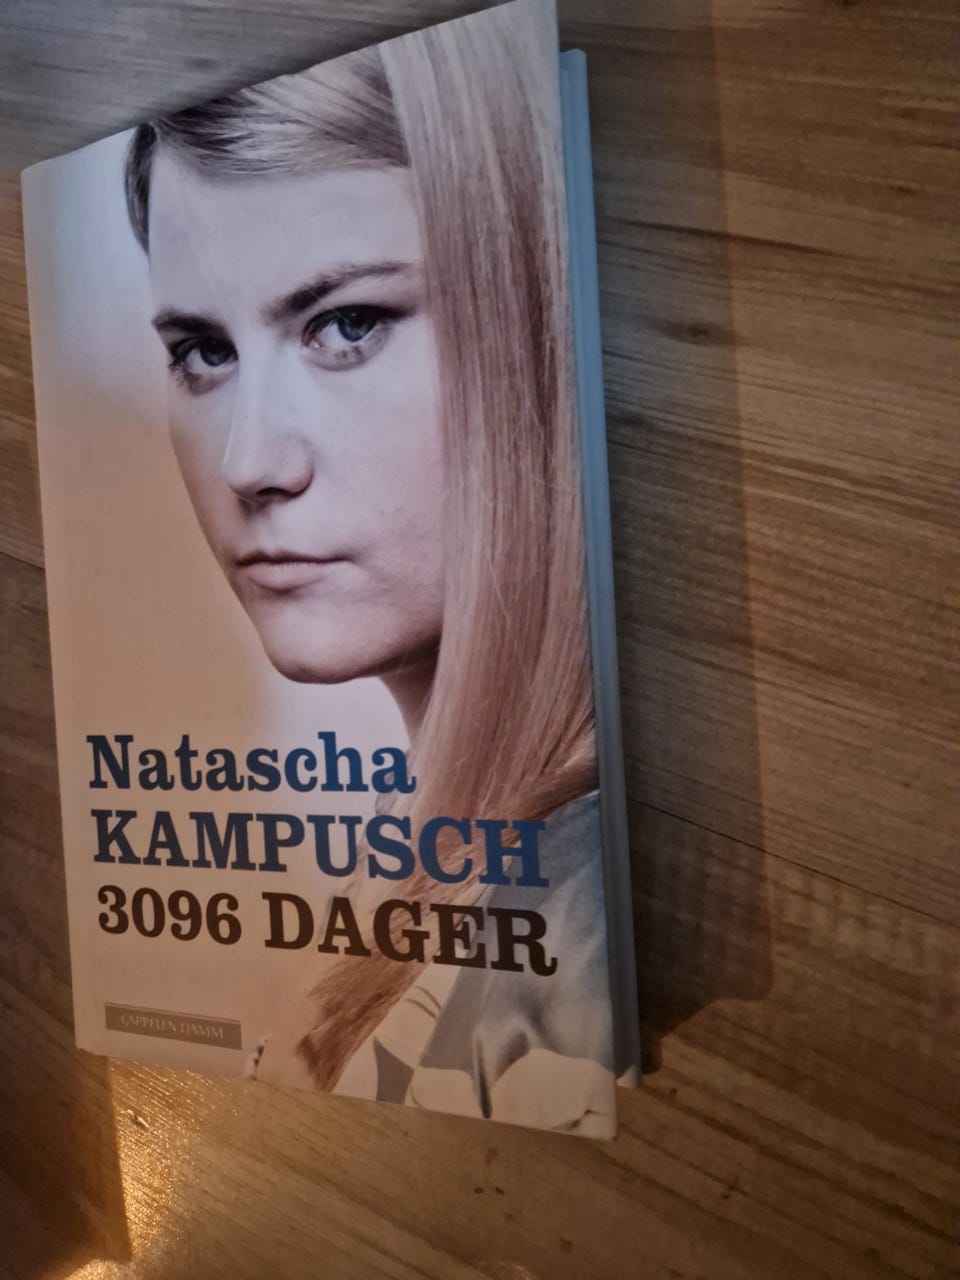 Natascha
KAMPUSCH
3096 DAGER
CAPPELEN DAMM